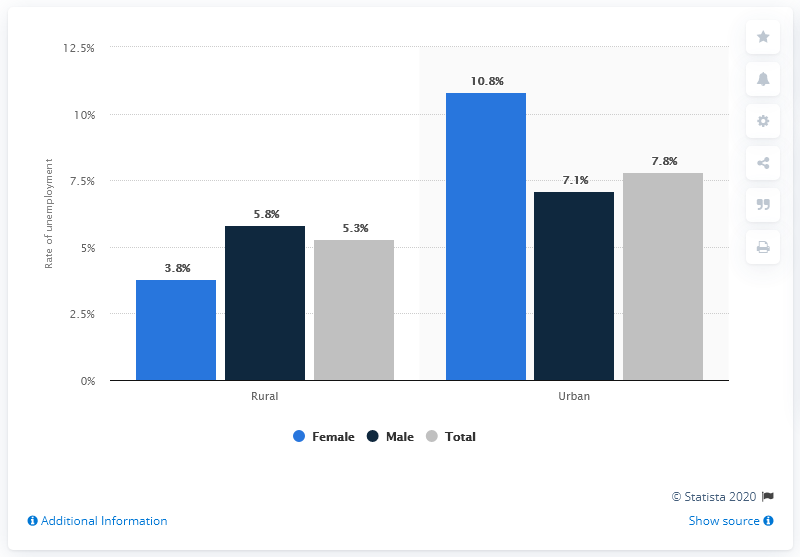 12.5%
10%
7.5%
5%
2.5%
0%
Rate of unemployment
3.8%
5.8%
5.3%
10.8%
7.1%
7.8%
Rural
Urban
Female
Male
Total
© Statista 2020
Additional Information
Show source